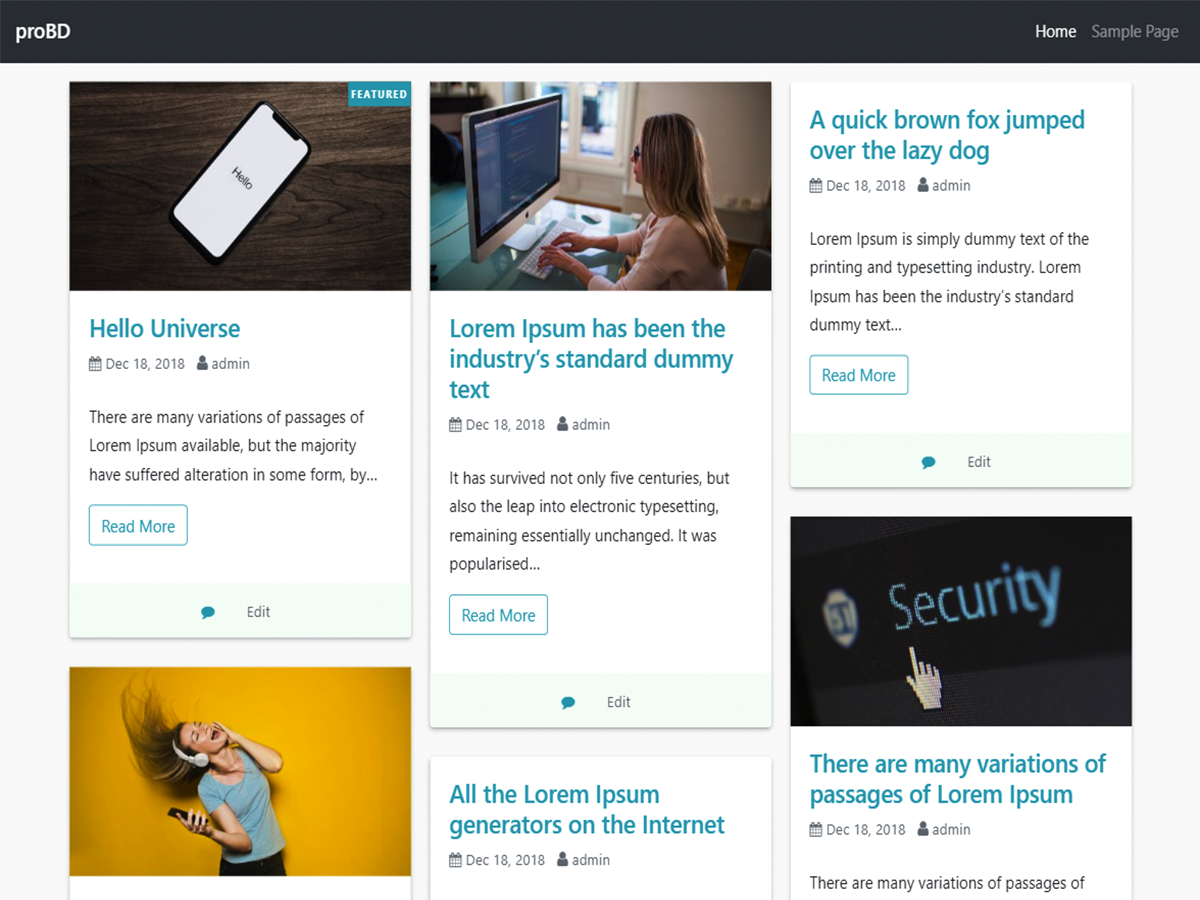 proBD
Home Sample Page
FEATURED
Hello
Hello Universe
Dec 18, 2018 admin
There are many variations of passages of
Lorem Ipsum available, but the majority
have suffered alteration in some form, by...
Read More
Edit
Lorem Ipsum has been the
industry’s standard dummy
text
Dec 18, 2018 admin
It has survived not only five centuries, but
also the leap into electronic typesetting,
remaining essentially unchanged. It was
popularised...
Read More
Edit
All the Lorem Ipsum
generators on the Internet
Dec 18, 2018 admin
A quick brown fox jumped
over the lazy dog
Dec 18, 2018 admin
Lorem Ipsum is simply dummy text of the
printing and typesetting industry. Lorem
Ipsum has been the industry’s standard
dummy text...
Read More
Edit
Security
There are many variations of
passages of Lorem Ipsum
Dec 18, 2018 admin
There are many variations of passages of